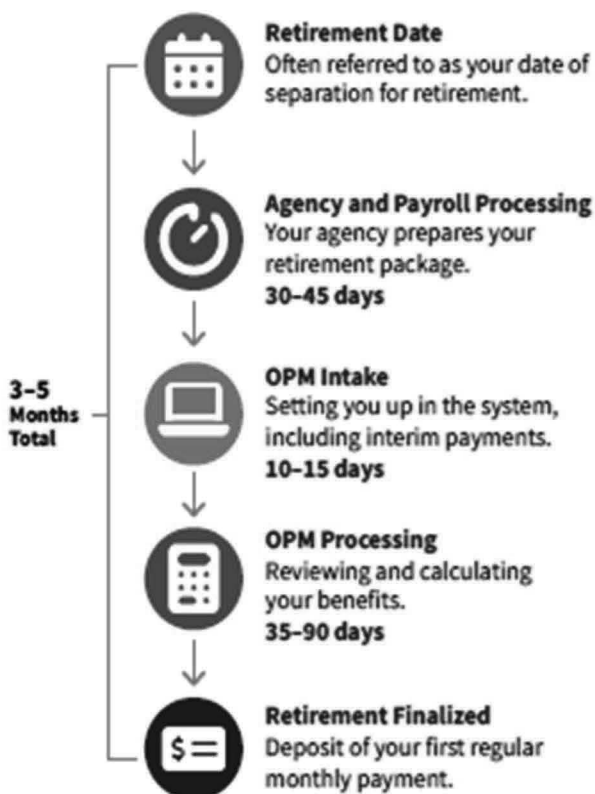 Retirement Date
Often referred to as your date of
separation for retirement.
Agency and Payroll Processing
Your agency prepares your
retirement package.
30–45 days
3–5
Months
Total
OPM Intake
Setting you up in the system,
including interim payments.
10–15 days
OPM Processing
Reviewing and calculating
your benefits.
35–90 days
$
Retirement Finalized
Deposit of your first regular
monthly payment.